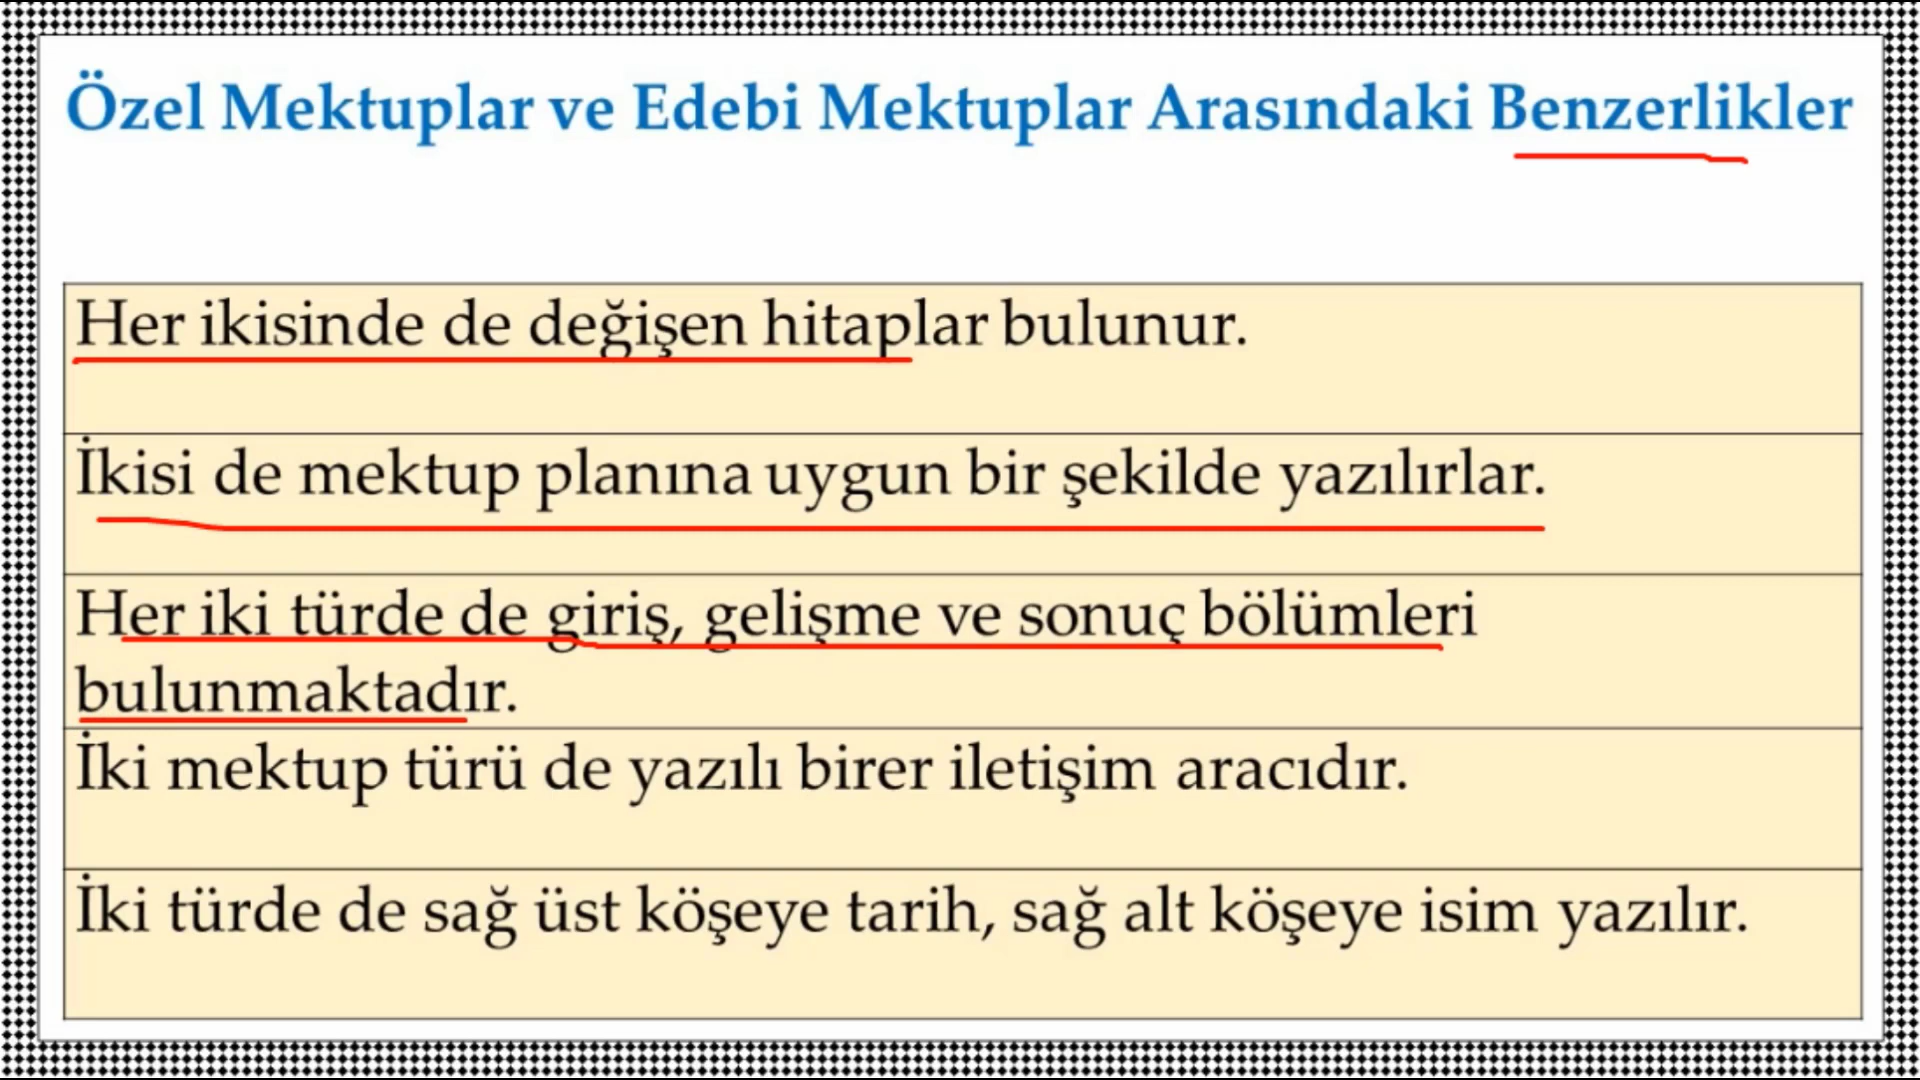 Özel Mektuplar ve Edebi Mektuplar Arasındaki Benzerlikler
Her ikisinde de değişen hitaplar bulunur.
İkisi de mektup planına uygun bir şekilde yazılırlar.
Her iki türde de giriş, gelişme ve sonuç bölümleri
bulunmaktadır.
İki mektup türü de yazılı birer iletişim aracıdır.
İki türde de sağ üst köşeye tarih, sağ alt köşeye isim yazılır.